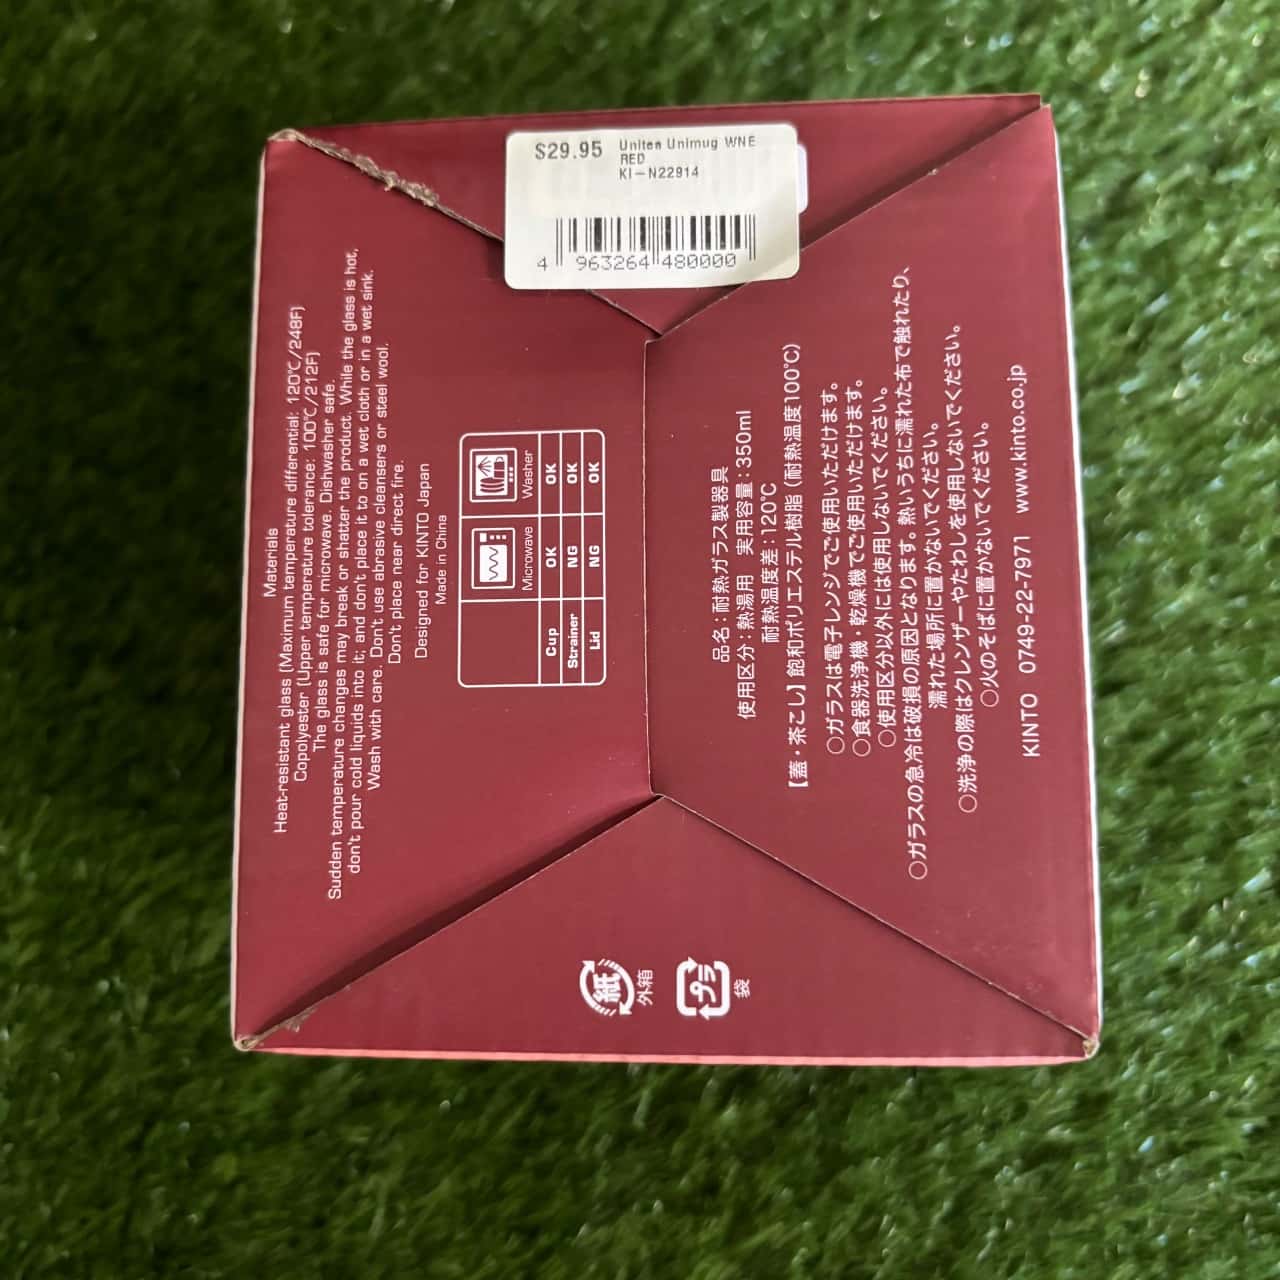 $29.95 Unitea Unimug WNE
RED
KI-N22914
4 963264 480000
Materials
Heat-resistant glass (Maximum temperature differential: 120℃/248F)
Copolyester (Upper temperature tolerance: 100℃/212F)
The glass is safe for microwave. Dishwasher safe.
Sudden temperature changes may break or shatter the product. While the glass is hot,
don't pour cold liquids into it; and don't place it to on a wet cloth or in a wet sink.
Wash with care. Don't use abrasive cleansers or steel wool.
Don't place near direct fire.
Designed for KINTO Japan
Made in China
Microwave Washer
Cup OK OK
Strainer NG OK
Lid NG OK
品名：耐熱ガラス製器具
使用区分：熱湯用 実用容量：350ml
耐熱温度差：120℃
【蓋・茶こし】飽和ポリエステル樹脂（耐熱温度100℃）
○ガラスは電子レンジでご使用いただけます。
○食器洗浄機・乾燥機でご使用いただけます。
○使用区分以外には使用しないでください。
○ガラスの急冷は破損の原因となります。熱いうちに濡れた布で触れたり、
濡れた場所に置かないでください。
○洗浄の際はクレンザーやたわしを使用しないでください。
○火のそばに置かないでください。
KINTO 0749-22-7971 www.kinto.co.jp
紙
外箱
プラ
袋